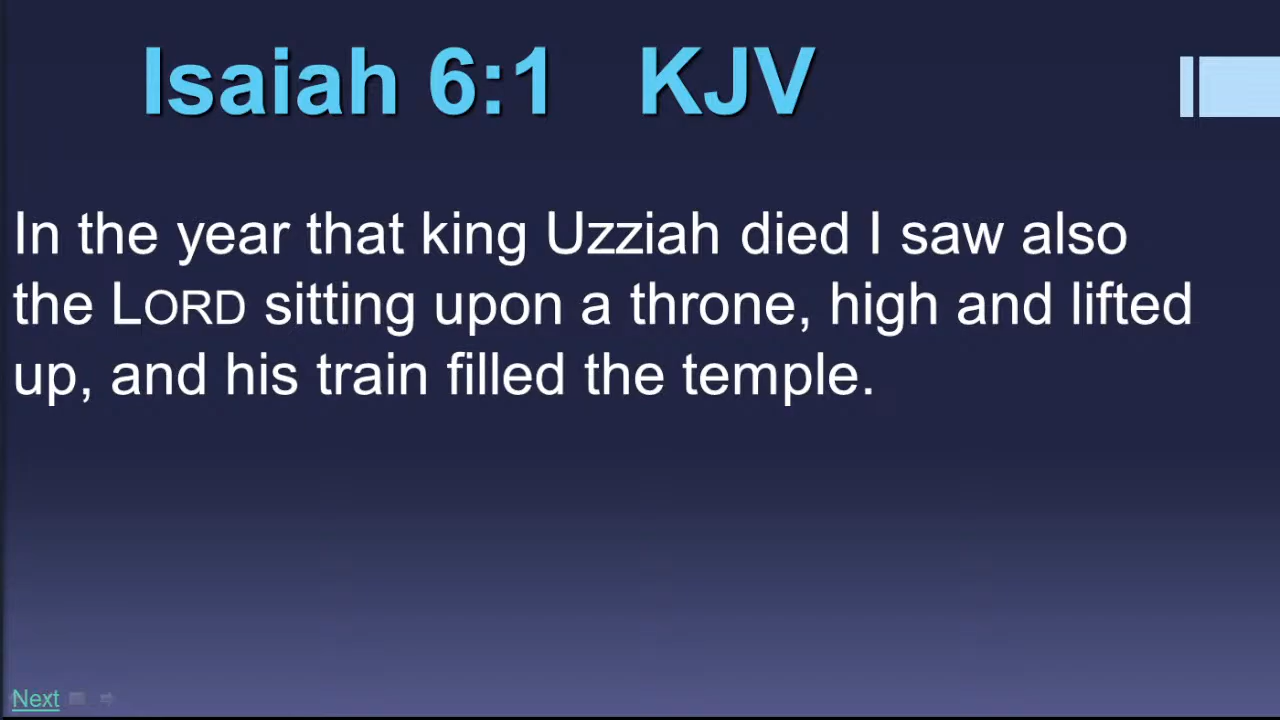 Isaiah 6:1 KJV
In the year that king Uzziah died I saw also
the LORD sitting upon a throne, high and lifted
up, and his train filled the temple.
Next